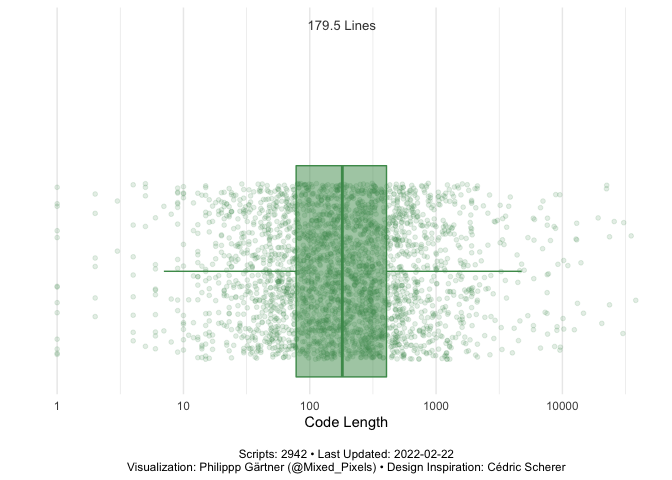 179.5 Lines
1 10 100 1000 10000
Code Length
Scripts: 2942 • Last Updated: 2022-02-22
Visualization: Philippp Gärtner (@Mixed_Pixels) • Design Inspiration: Cédric Scherer